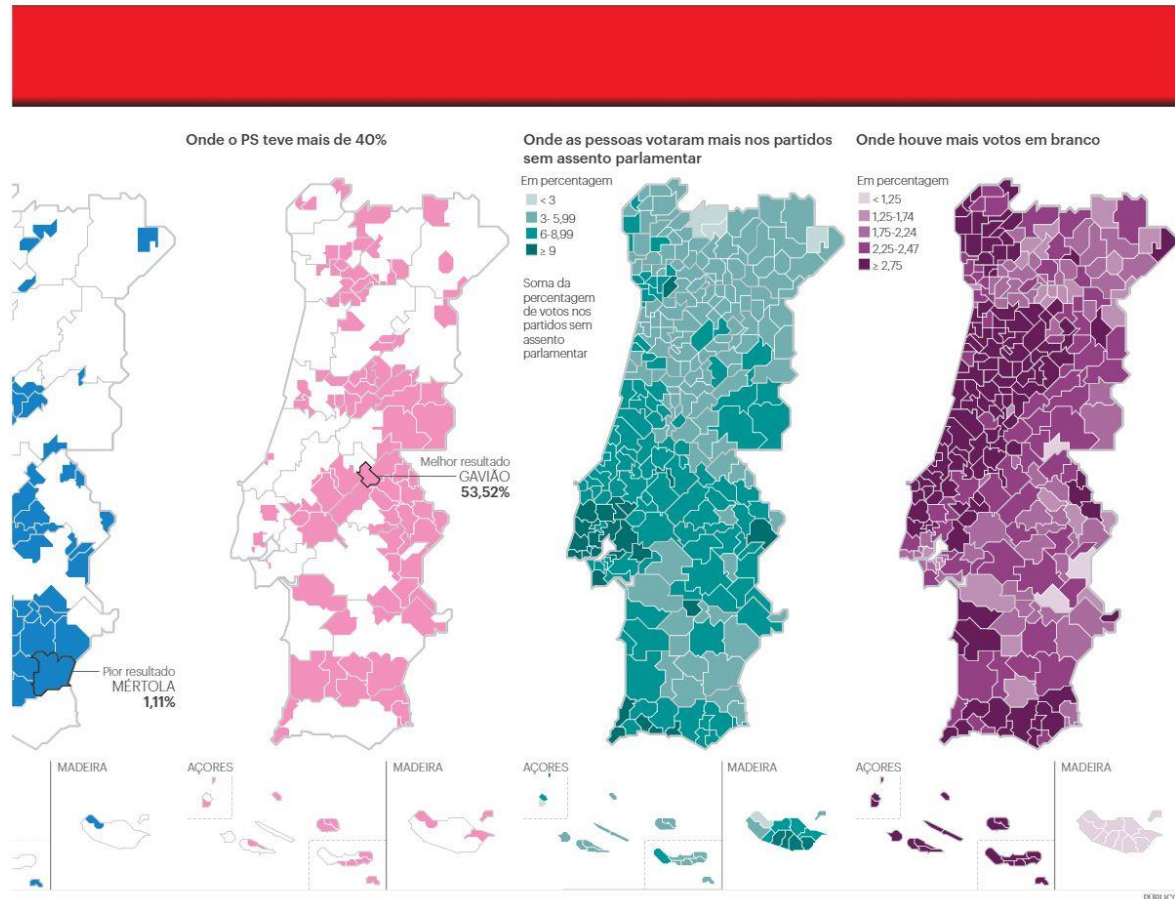 Onde o PS teve mais de 40%
Onde as pessoas votaram mais nos partidos
sem assento parlamentar
Onde houve mais votos em branco
Em percentagem
< 3
3- 5,99
6-8,99
≥ 9
Soma da
percentagem
de votos nos
partidos sem
assento
parlamentar
Em percentagem
< 1,25
1,25-1,74
1,75-2,24
2,25-2,47
≥ 2,75
Melhor resultado
GAVIÃO
53,52%
Pior resultado
MÉRTOLA
1,11%
MADEIRA
AÇORES
MADEIRA
AÇORES
MADEIRA
AÇORES
MADEIRA
PÚBLICO